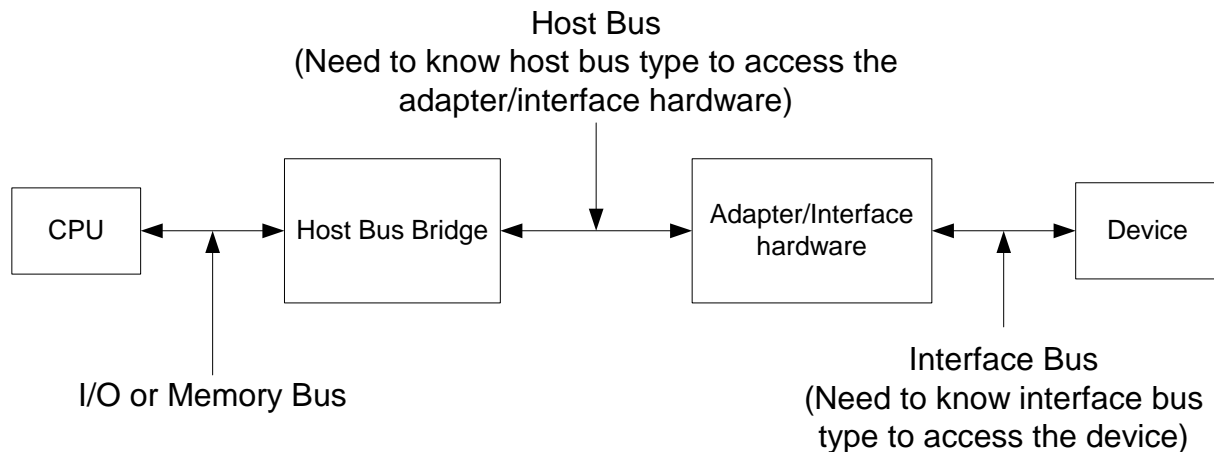 Host Bus
(Need to know host bus type to access the
adapter/interface hardware)
CPU
Host Bus Bridge
Adapter/Interface
hardware
Device
I/O or Memory Bus
Interface Bus
(Need to know interface bus
type to access the device)